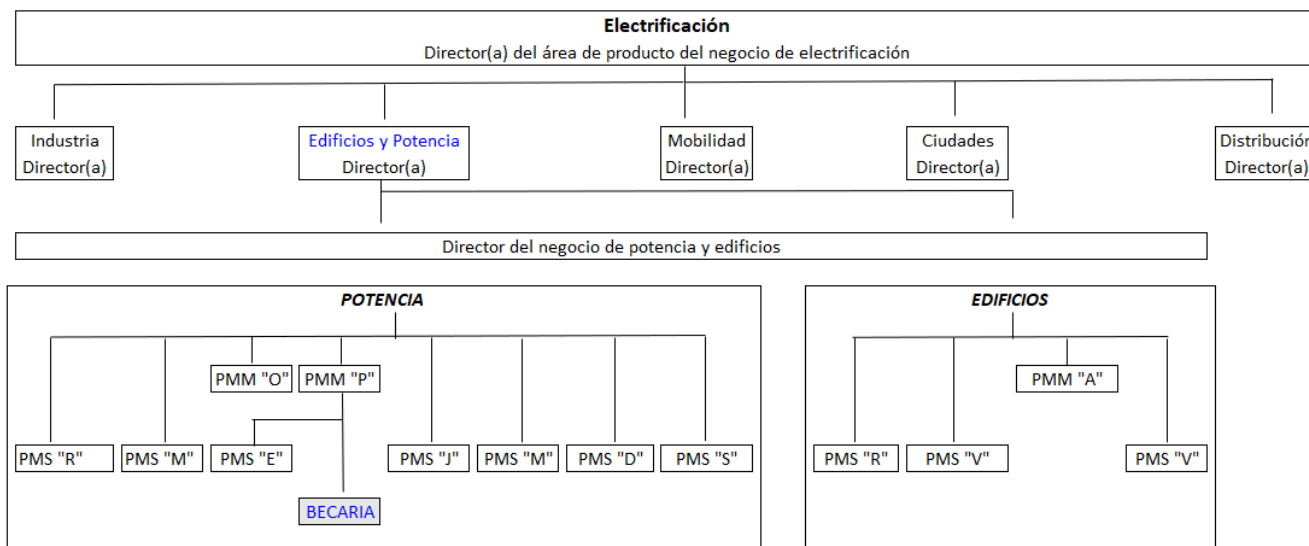 Electrificación
Director(a) del área de producto del negocio de electrificación
Industria
Director(a)
Edificios y Potencia
Director(a)
Mobilidad
Director(a)
Ciudades
Director(a)
Distribución
Director(a)
Director del negocio de potencia y edificios
POTENCIA
PMM "O"
PMM "P"
PMS "R"
PMS "M"
PMS "E"
PMS "J"
PMS "M"
PMS "D"
PMS "S"
BECARIA
EDIFICIOS
PMM "A"
PMS "R"
PMS "V"
PMS "V"